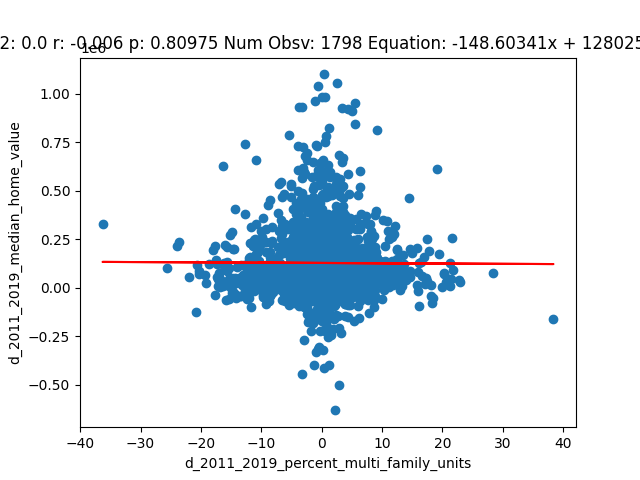 2: 0.0 r: -0.006 p: 0.80975 Num Obsv: 1798 Equation: -148.60341x + 128025
1e6
1.00
0.75
0.50
0.25
0.00
−0.25
−0.50
d_2011_2019_median_home_value
−40 −30 −20 −10 0 10 20 30 40
d_2011_2019_percent_multi_family_units